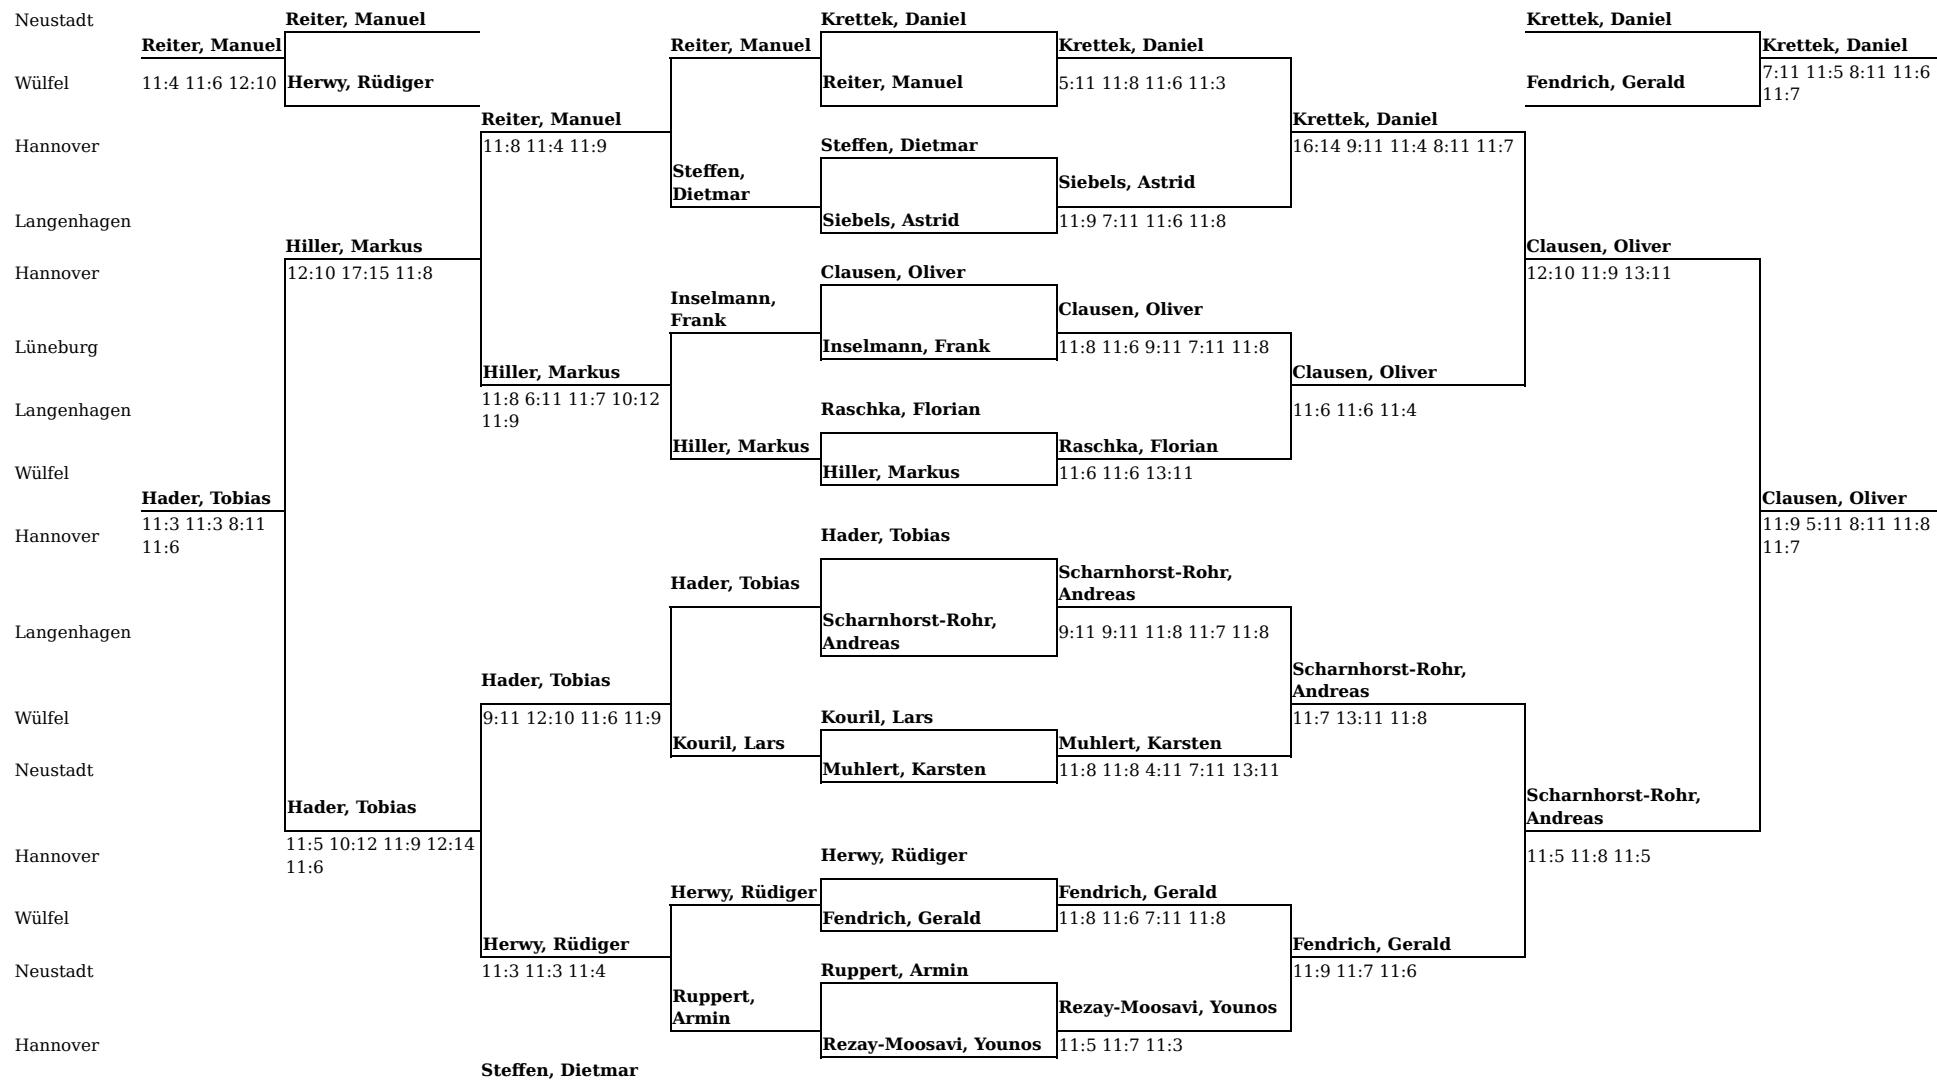 Neustadt
Reiter, Manuel
Krettek, Daniel
Krettek, Daniel
Reiter, Manuel
Reiter, Manuel
Krettek, Daniel
Krettek, Daniel
Wülfel
11:4 11:6 12:10
Herwy, Rüdiger
Reiter, Manuel
5:11 11:8 11:6 11:3
Fendrich, Gerald
7:11 11:5 8:11 11:6
11:7
Reiter, Manuel
Krettek, Daniel
Hannover
11:8 11:4 11:9
Steffen, Dietmar
16:14 9:11 11:4 8:11 11:7
Steffen,
Dietmar
Siebels, Astrid
Langenhagen
Siebels, Astrid
11:9 7:11 11:6 11:8
Hiller, Markus
Clausen, Oliver
Hannover
12:10 17:15 11:8
Clausen, Oliver
12:10 11:9 13:11
Inselmann,
Frank
Clausen, Oliver
Lüneburg
Inselmann, Frank
11:8 11:6 9:11 7:11 11:8
Hiller, Markus
Clausen, Oliver
Langenhagen
11:8 6:11 11:7 10:12
11:9
Raschka, Florian
11:6 11:6 11:4
Hiller, Markus
Raschka, Florian
Wülfel
Hiller, Markus
11:6 11:6 13:11
Hader, Tobias
Clausen, Oliver
Hannover
11:3 11:3 8:11
11:6
Hader, Tobias
11:9 5:11 8:11 11:8
11:7
Hader, Tobias
Scharnhorst-Rohr,
Andreas
Langenhagen
Scharnhorst-Rohr,
Andreas
9:11 9:11 11:8 11:7 11:8
Hader, Tobias
Scharnhorst-Rohr,
Andreas
Wülfel
9:11 12:10 11:6 11:9
Kouril, Lars
11:7 13:11 11:8
Kouril, Lars
Muhlert, Karsten
Neustadt
Muhlert, Karsten
11:8 11:8 4:11 7:11 13:11
Hader, Tobias
Scharnhorst-Rohr,
Andreas
Hannover
11:5 10:12 11:9 12:14
11:6
Herwy, Rüdiger
11:5 11:8 11:5
Herwy, Rüdiger
Fendrich, Gerald
Wülfel
Fendrich, Gerald
11:8 11:6 7:11 11:8
Herwy, Rüdiger
Fendrich, Gerald
Neustadt
11:3 11:3 11:4
Ruppert, Armin
11:9 11:7 11:6
Ruppert,
Armin
Rezay-Moosavi, Younos
Hannover
Rezay-Moosavi, Younos
11:5 11:7 11:3
Steffen, Dietmar